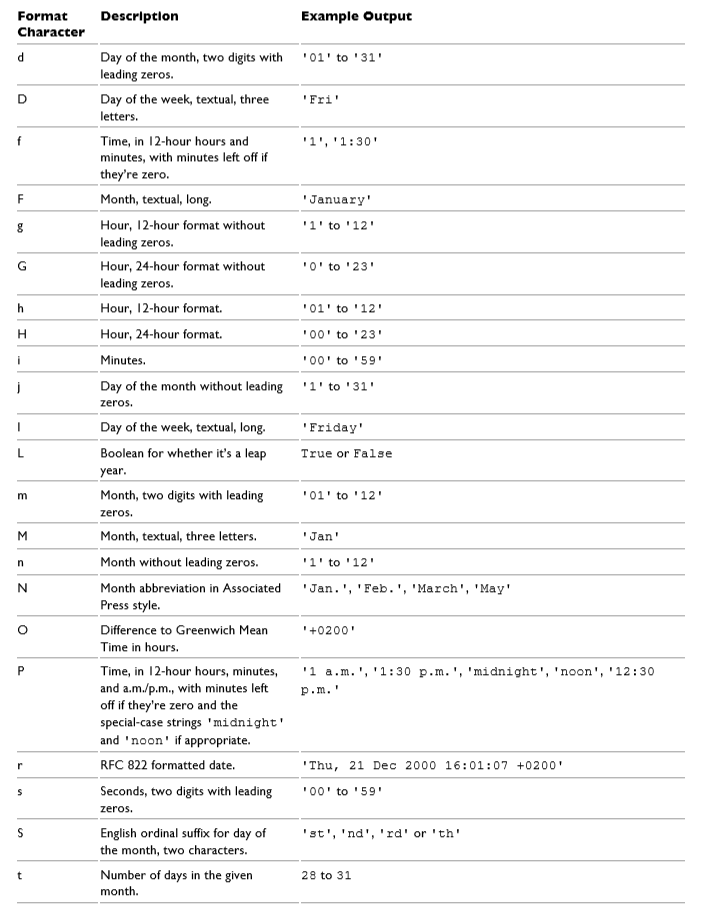 Format Description Example Output
Character
d Day of the month, two digits with '01' to '31'
leading zeros.
D Day of the week, textual, three 'Fri'
letters.
f Time, in 12-hour hours and '1', '1:30'
minutes, with minutes left off if
they're zero.
F Month, textual, long. 'January'
g Hour, 12-hour format without '1' to '12'
leading zeros.
G Hour, 24-hour format without '0' to '23'
leading zeros.
h Hour, 12-hour format. '01' to '12'
H Hour, 24-hour format. '00' to '23'
i Minutes. '00' to '59'
j Day of the month without leading '1' to '31'
zeros.
l Day of the week, textual, long. 'Friday'
L Boolean for whether it's a leap True or False
year.
m Month, two digits with leading '01' to '12'
zeros.
M Month, textual, three letters. 'Jan'
n Month without leading zeros. '1' to '12'
N Month abbreviation in Associated 'Jan.', 'Feb.', 'March', 'May'
Press style.
O Difference to Greenwich Mean '+0200'
Time in hours.
P Time, in 12-hour hours, minutes, '1 a.m.', '1:30 p.m.', 'midnight', 'noon', '12:30
and a.m./p.m., with minutes left p.m.'
off if they're zero and the
special-case strings 'midnight'
and 'noon' if appropriate.
r RFC 822 formatted date. 'Thu, 21 Dec 2000 16:01:07 +0200'
s Seconds, two digits with leading '00' to '59'
zeros.
S English ordinal suffix for day of 'st', 'nd', 'rd' or 'th'
the month, two characters.
t Number of days in the given 28 to 31
month.